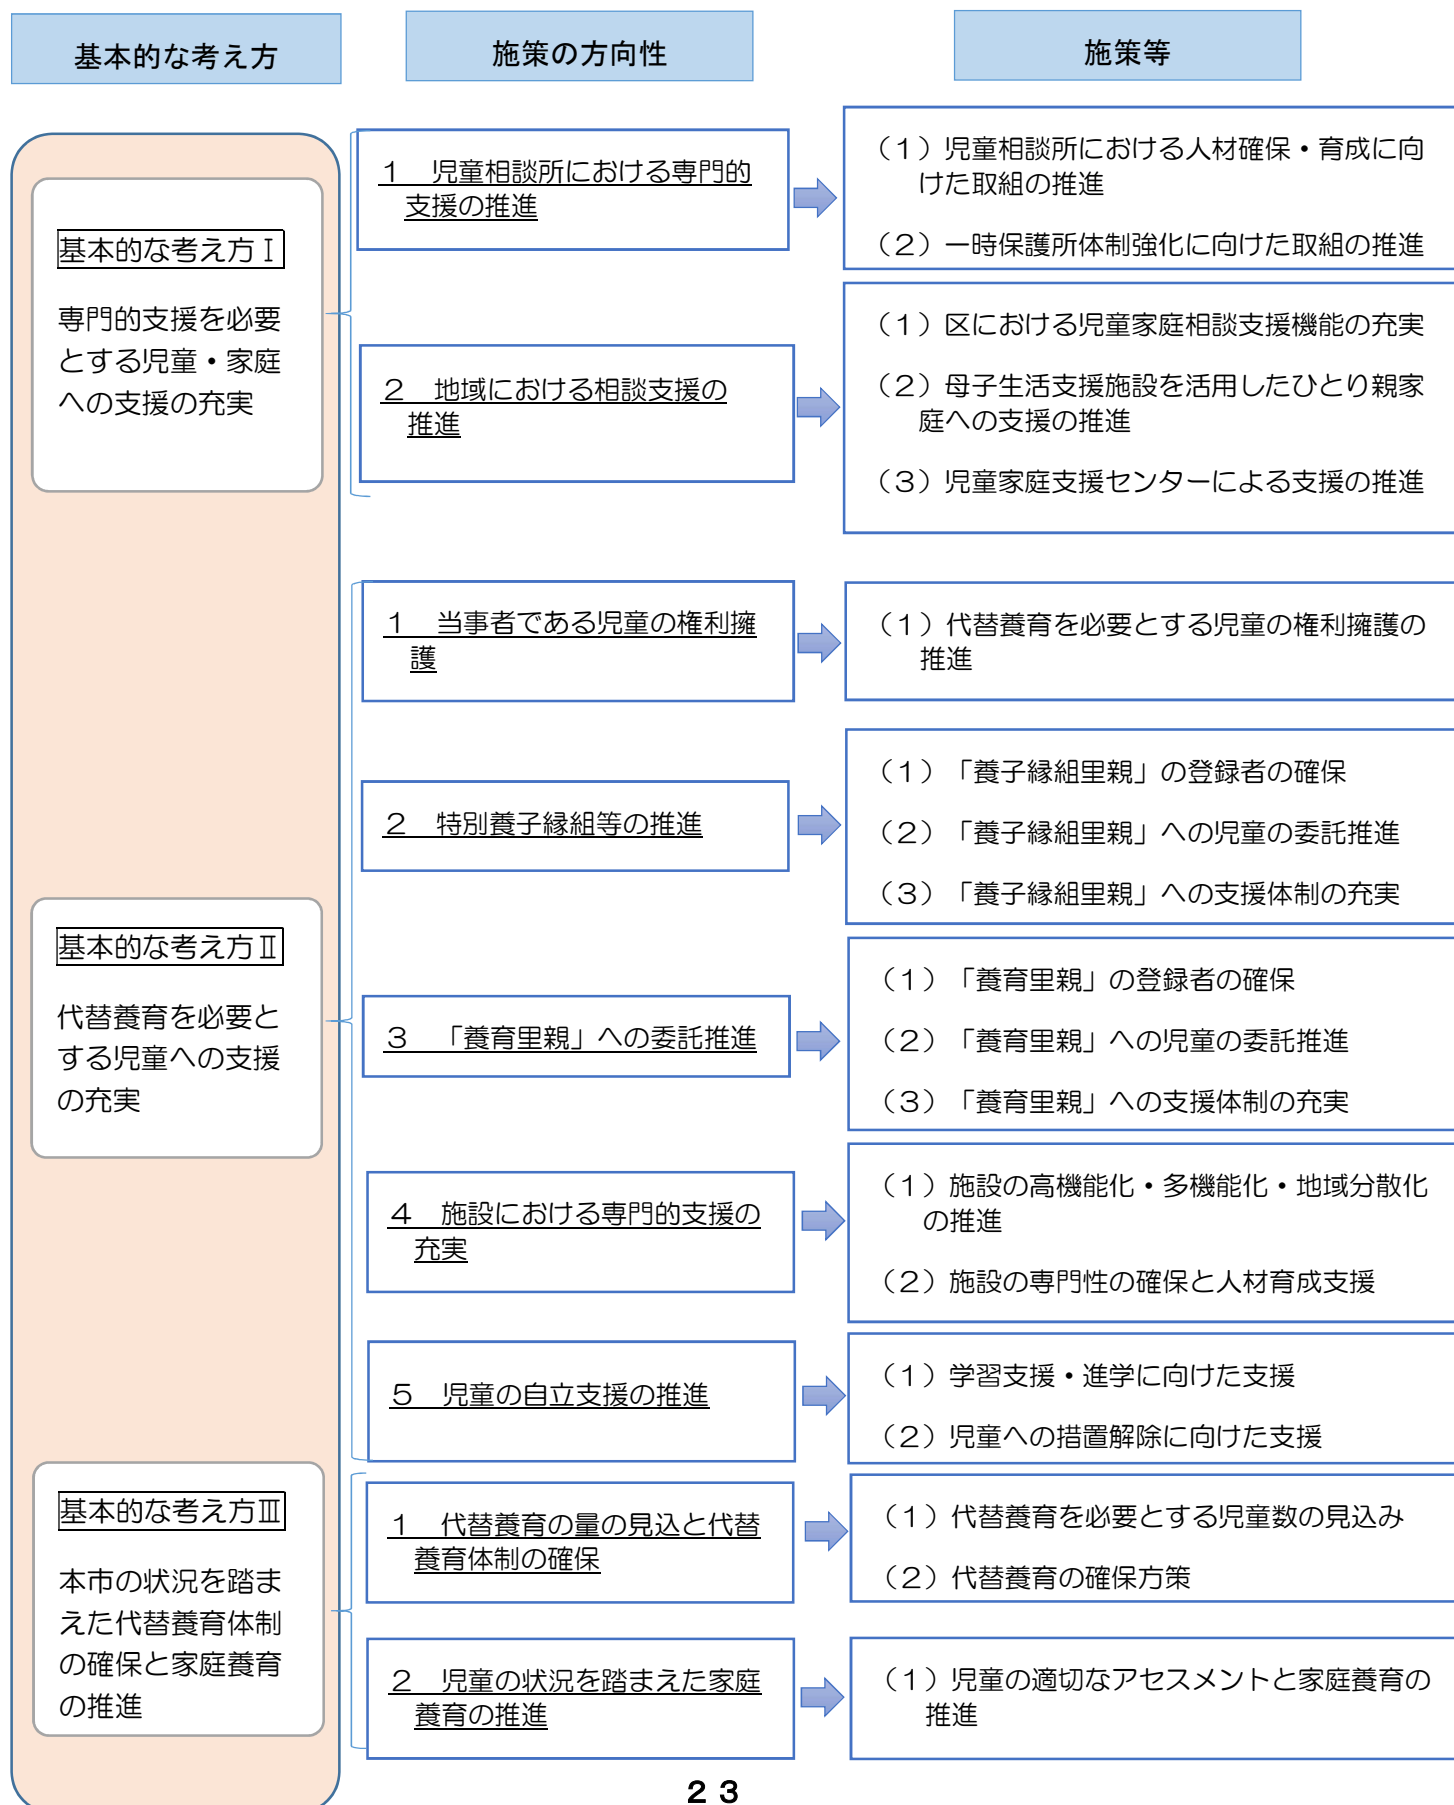 基本的な考え方
施策の方向性
施策等
基本的な考え方Ⅰ
専門的支援を必要
とする児童・家庭
への支援の充実
1　児童相談所における専門的
支援の推進
（1）児童相談所における人材確保・育成に向
けた取組の推進
（2）一時保護所体制強化に向けた取組の推進
2　地域における相談支援の
推進
（1）区における児童家庭相談支援機能の充実
（2）母子生活支援施設を活用したひとり親家
庭への支援の推進
（3）児童家庭支援センターによる支援の推進
基本的な考え方Ⅱ
代替養育を必要と
する児童への支援
の充実
1　当事者である児童の権利擁
護
（1）代替養育を必要とする児童の権利擁護の
推進
2　特別養子縁組等の推進
（1）「養子縁組里親」の登録者の確保
（2）「養子縁組里親」への児童の委託推進
（3）「養子縁組里親」への支援体制の充実
3　「養育里親」への委託推進
（1）「養育里親」の登録者の確保
（2）「養育里親」への児童の委託推進
（3）「養育里親」への支援体制の充実
4　施設における専門的支援の
充実
（1）施設の高機能化・多機能化・地域分散化
の推進
（2）施設の専門性の確保と人材育成支援
5　児童の自立支援の推進
（1）学習支援・進学に向けた支援
（2）児童への措置解除に向けた支援
基本的な考え方Ⅲ
本市の状況を踏ま
えた代替養育体制
の確保と家庭養育
の推進
1　代替養育の量の見込と代替
養育体制の確保
（1）代替養育を必要とする児童数の見込み
（2）代替養育の確保方策
2　児童の状況を踏まえた家庭
養育の推進
（1）児童の適切なアセスメントと家庭養育の
推進
23